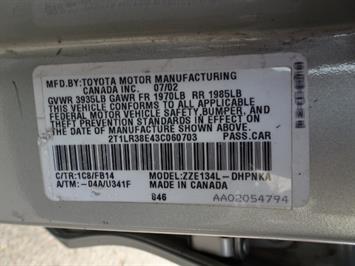 MFD.BY:TOYOTA MOTOR MANUFACTURING
CANADA INC. 07/02
GVWR 3935LB GAWR FR 1970LB RR 1985LB
THIS VEHICLE CONFORMS TO ALL APPLICABLE
FEDERAL MOTOR VEHICLE SAFETY,BUMPER,AND
THEFT PREVENTION STANDARDS IN EFFECT ON
THE DATE OF MANUFACTURE SHOWN ABOVE.
2T1LR38E43C060703 PASS.CAR
C/TR:1C8/FB14 MODEL:ZZE134L-DHPNKA
A/TM:-04A/U341F MADE IN CANADA
846 AA02054794